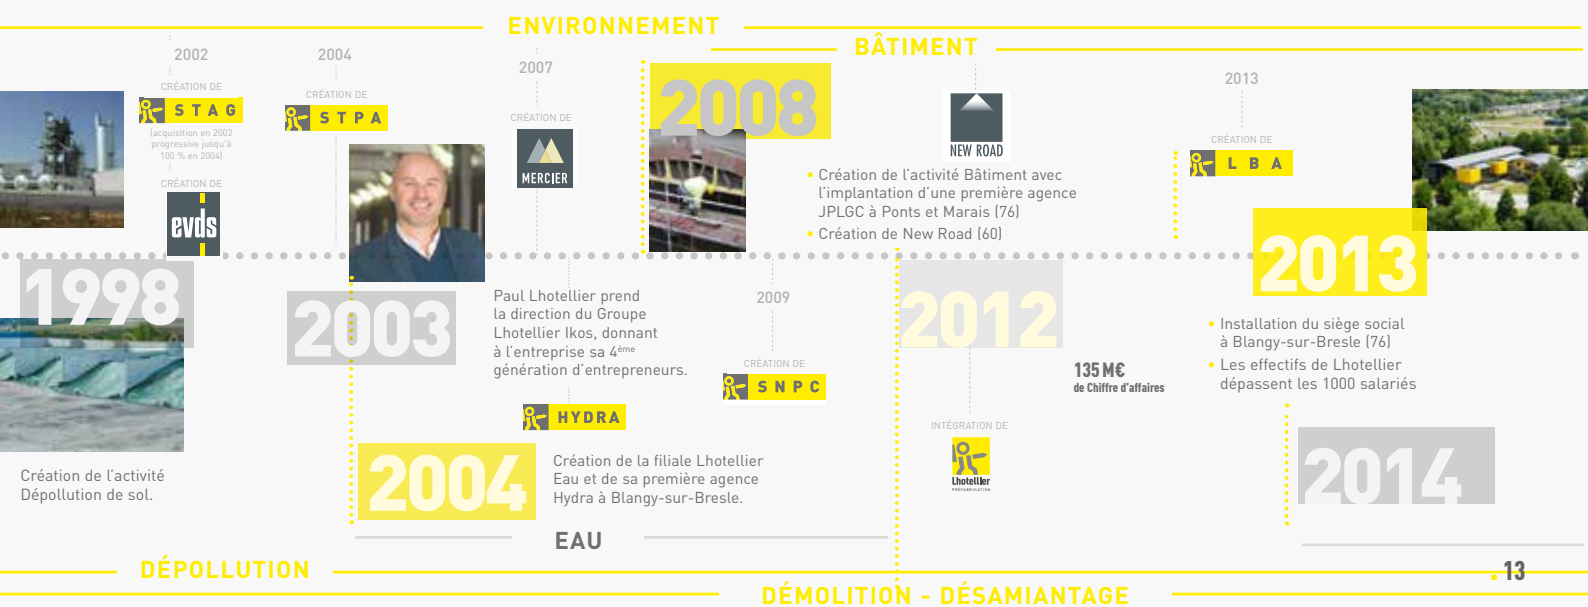 ENVIRONNEMENT
BÂTIMENT
2002
CRÉATION DE
STAG
(acquisition en 2002
progressive jusqu'à
100 % en 2004)
CRÉATION DE
evds
2004
CRÉATION DE
STPA
2007
CRÉATION DE
MERCIER
2008
NEW ROAD
• Création de l'activité Bâtiment avec
l'implantation d'une première agence
JPLGC à Ponts et Marais (76)
• Création de New Road (60)
2013
CRÉATION DE
LBA
1998
Création de l'activité
Dépollution de sol.
2003
Paul Lhotellier prend
la direction du Groupe
Lhotellier Ikos, donnant
à l'entreprise sa 4ème
génération d'entrepreneurs.
HYDRA
2004
Création de la filiale Lhotellier
Eau et de sa première agence
Hydra à Blangy-sur-Bresle.
2009
CRÉATION DE
SNPC
2012
INTÉGRATION DE
Lhotellier
PRÉFABRICATION
135 M€
de Chiffre d'affaires
2013
• Installation du siège social
à Blangy-sur-Bresle (76)
• Les effectifs de Lhotellier
dépassent les 1000 salariés
2014
EAU
DÉPOLLUTION
DÉMOLITION - DÉSAMIANTAGE
. 13